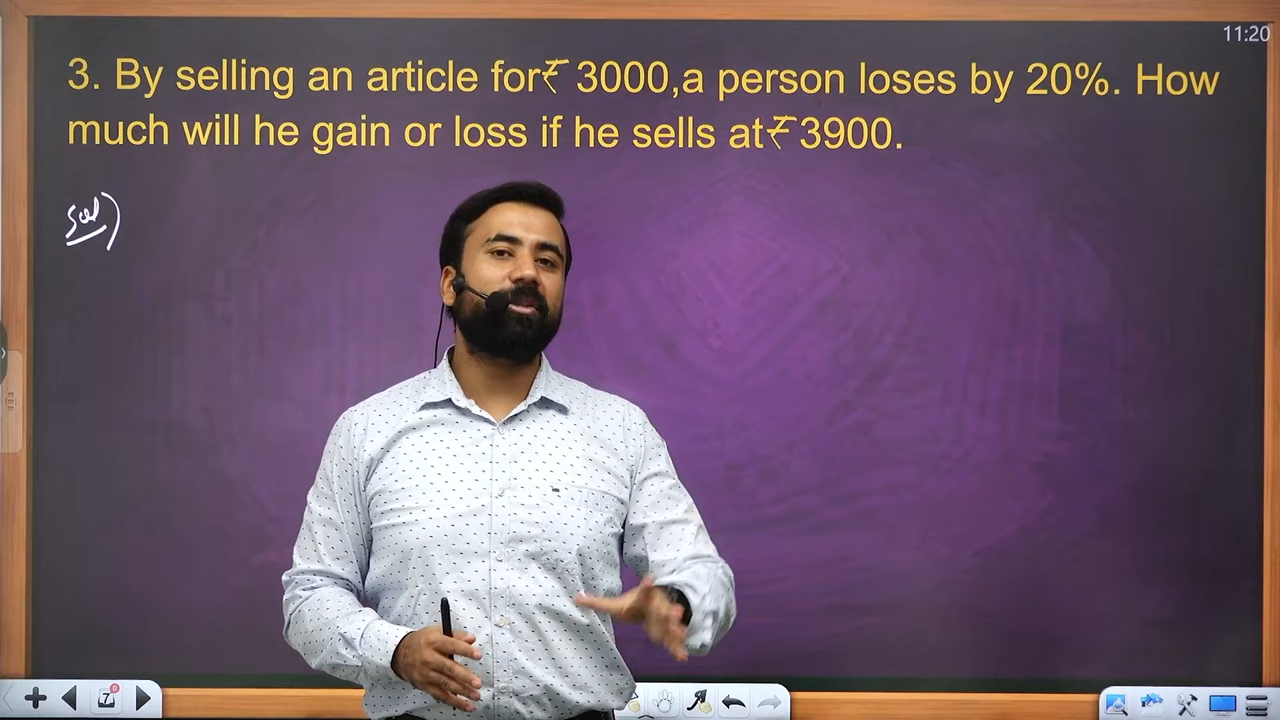 11:20
3. By selling an article for₹ 3000,a person loses by 20%. How
much will he gain or loss if he sells at₹3900.
Sol)